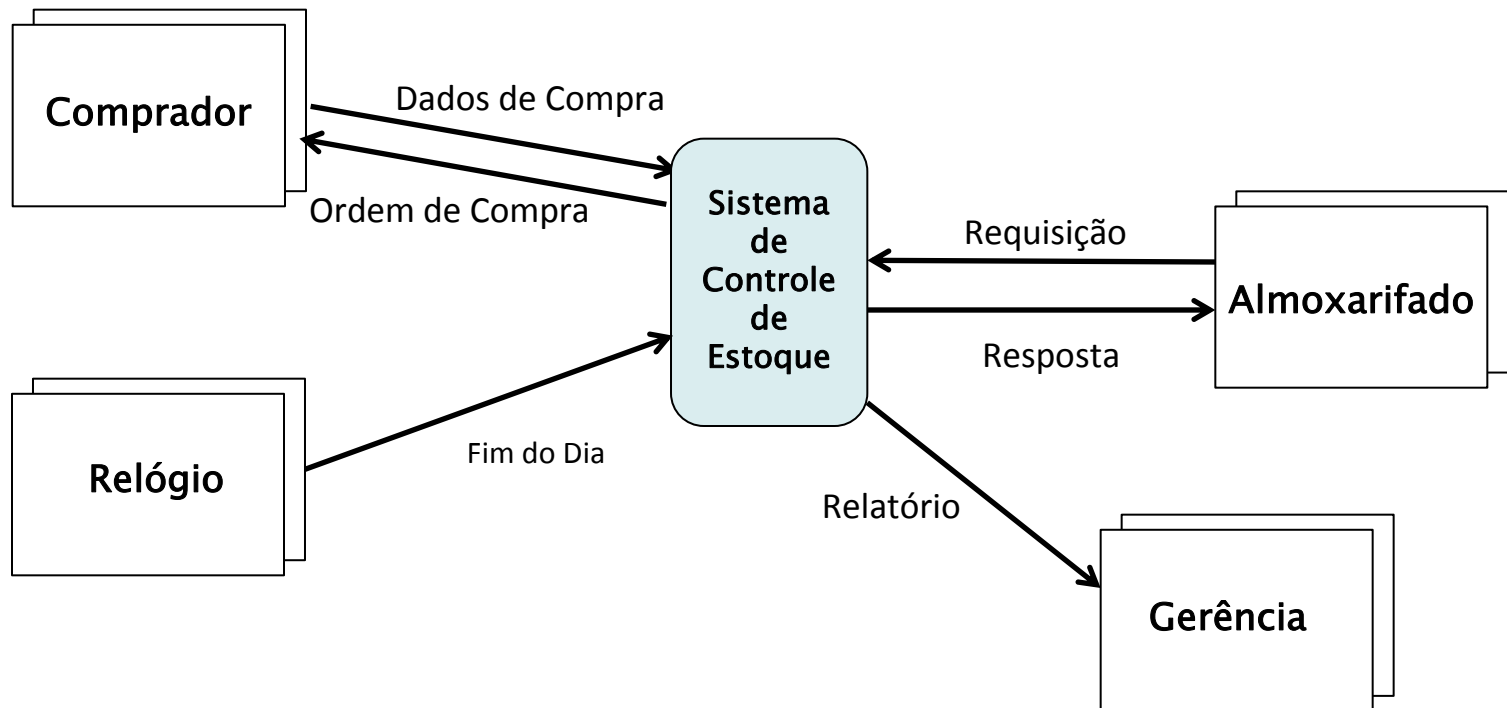 Comprador
Dados de Compra
Ordem de Compra
Sistema
de
Controle
de
Estoque
Requisição
Almoxarifado
Resposta
Relógio
Fim do Dia
Relatório
Gerência